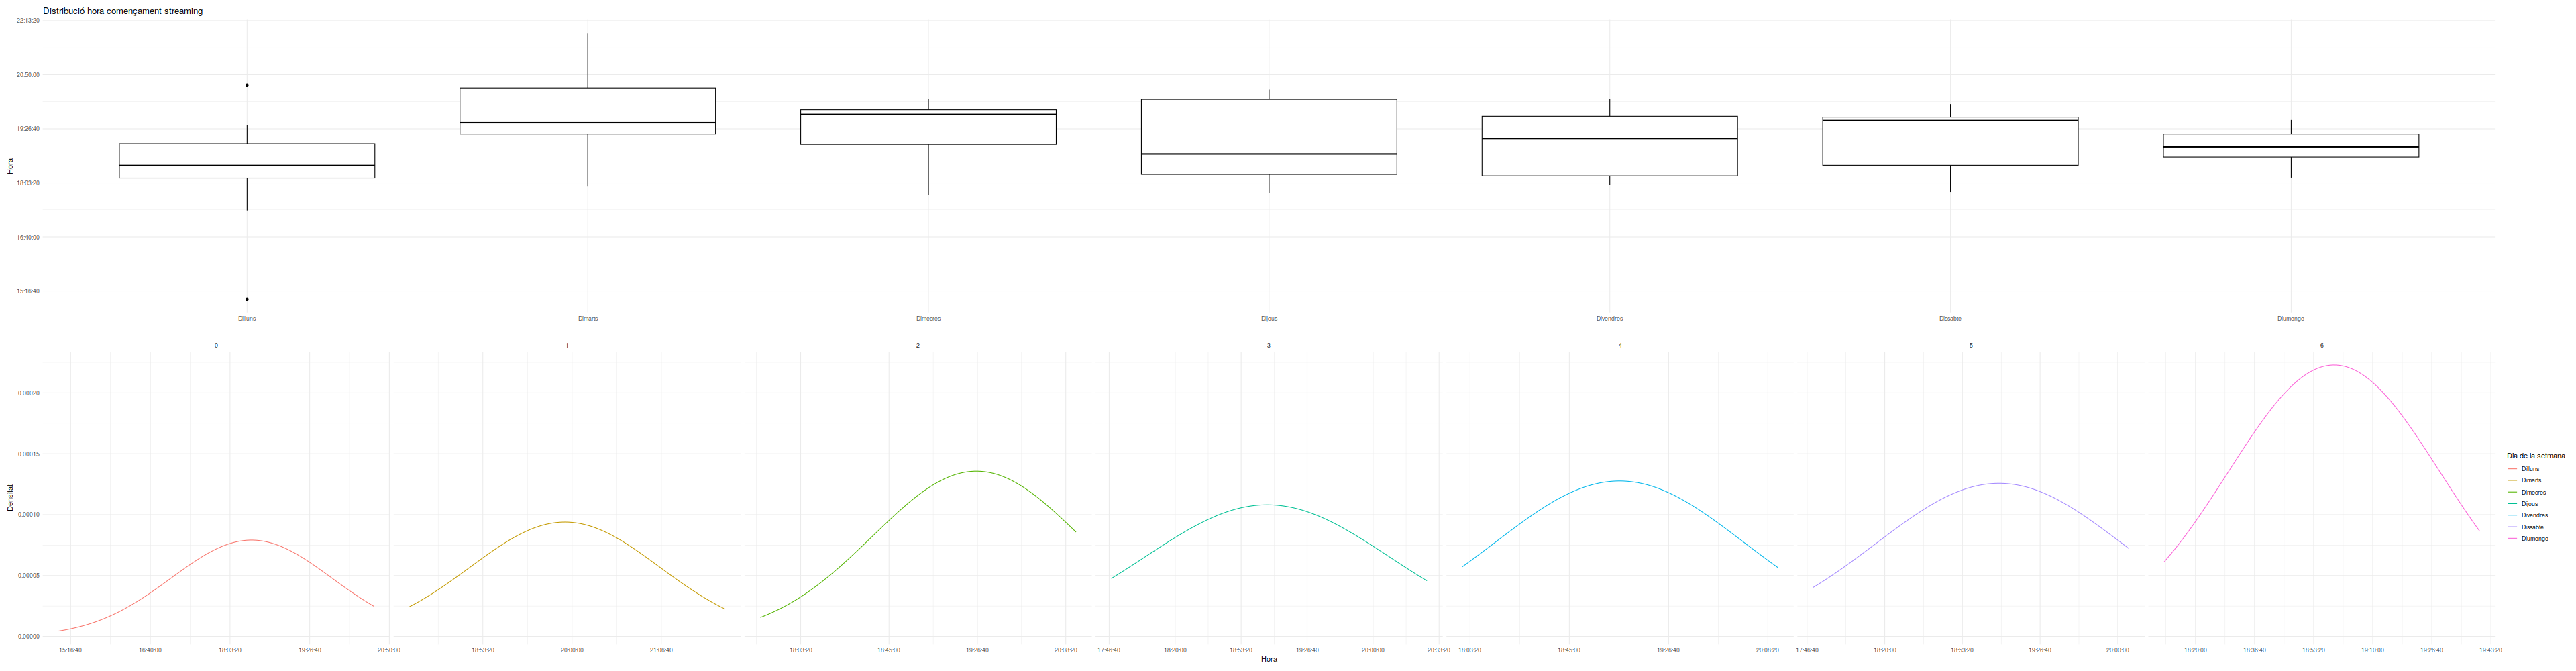 Distribució hora començament streaming
22:13:20
20:50:00
19:26:40
18:03:20
16:40:00
15:16:40
Hora
Dilluns Dimarts Dimecres Dijous Divendres Dissabte Diumenge
0 1 2 3 4 5 6
0.00020
0.00015
0.00010
0.00005
0.00000
Densitat
15:16:40 16:40:00 18:03:20 19:26:40 20:50:00 18:53:20 20:00:00 21:06:40 18:03:20 18:45:00 19:26:40 20:08:20 17:46:40 18:20:00 18:53:20 19:26:40 20:00:00 20:33:20 18:03:20 18:45:00 19:26:40 20:08:20 17:46:40 18:20:00 18:53:20 19:26:40 20:00:00 18:20:00 18:36:40 18:53:20 19:10:00 19:26:40 19:43:20
Hora
Dia de la setmana
Dilluns
Dimarts
Dimecres
Dijous
Divendres
Dissabte
Diumenge